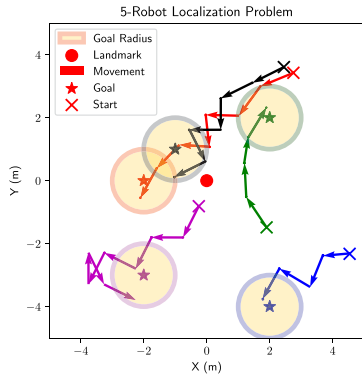 5-Robot Localization Problem
Goal Radius
Landmark
Movement
Goal
Start
Y (m)
4
2
0
−2
−4
−4
−2
0
2
4
X (m)